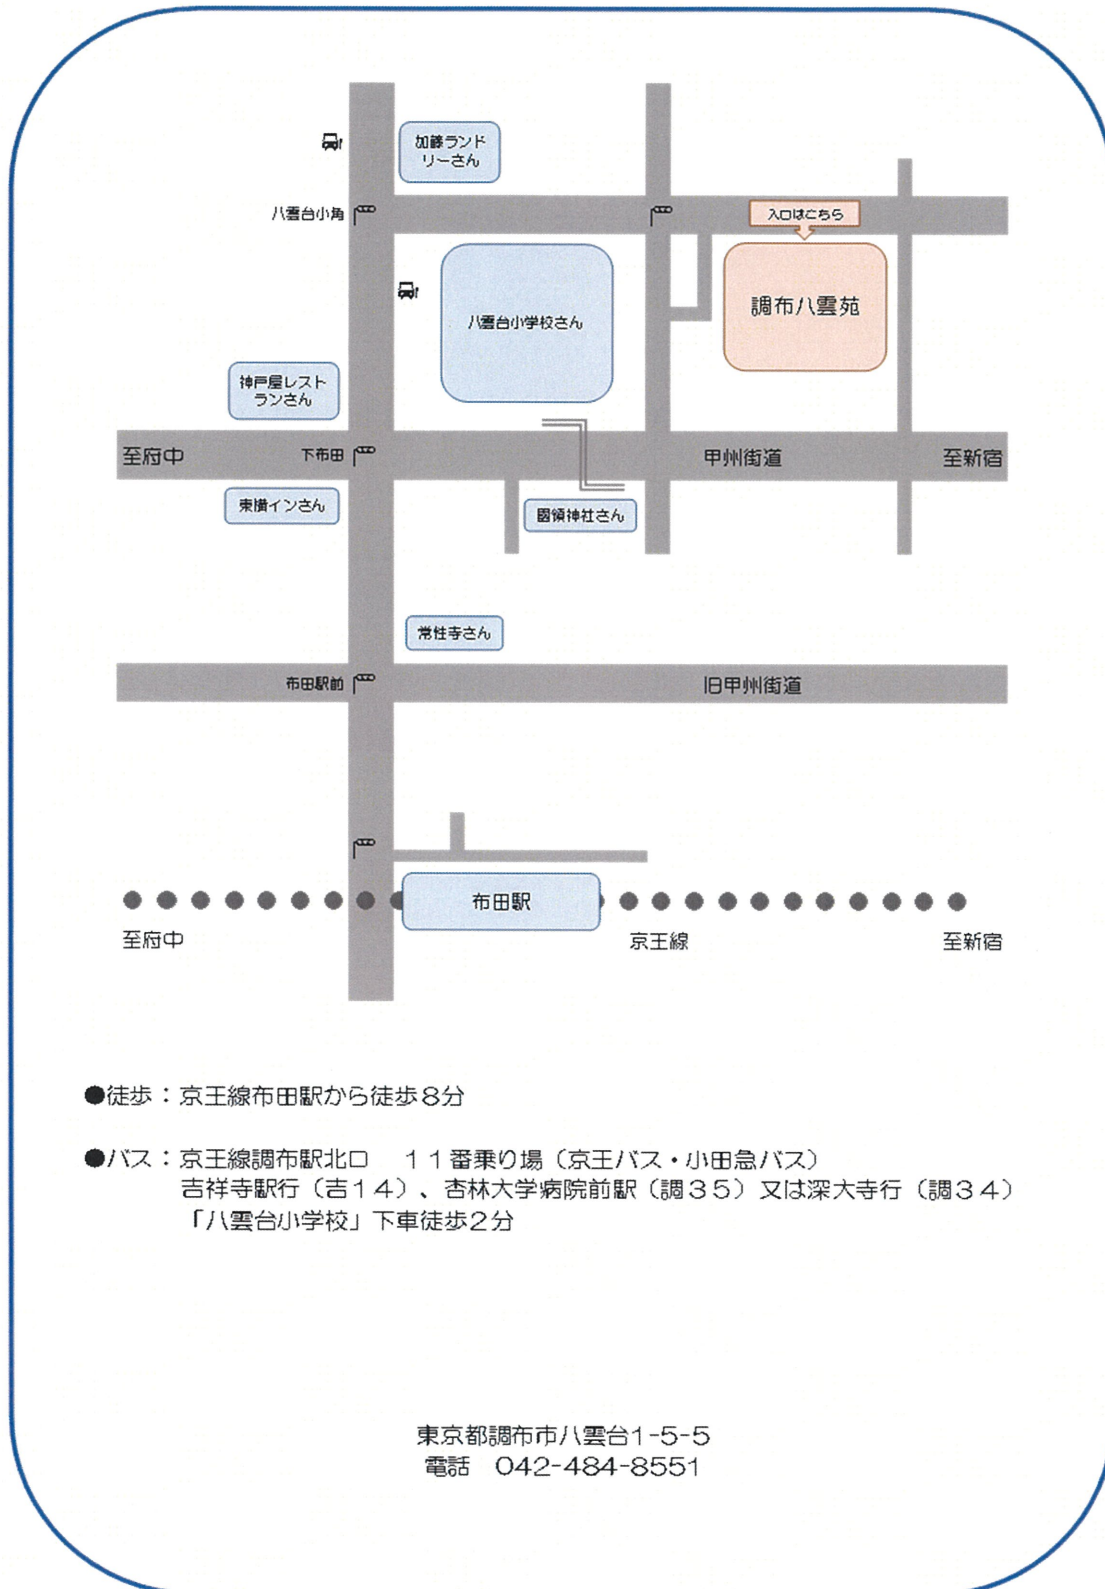 加藤ランド
リーさん
八雲台小角
入口はこちら
八雲台小学校さん
調布八雲苑
神戸屋レスト
ランさん
至府中
下布田
甲州街道
至新宿
東横インさん
國領神社さん
常性寺さん
布田駅前
旧甲州街道
布田駅
至府中
京王線
至新宿
●徒歩：京王線布田駅から徒歩８分
●バス：京王線調布駅北口　１１番乗り場（京王バス・小田急バス）
吉祥寺駅行（吉１４）、杏林大学病院前駅（調３５）又は深大寺行（調３４）
「八雲台小学校」下車徒歩2分
東京都調布市八雲台1-5-5
電話　042-484-8551